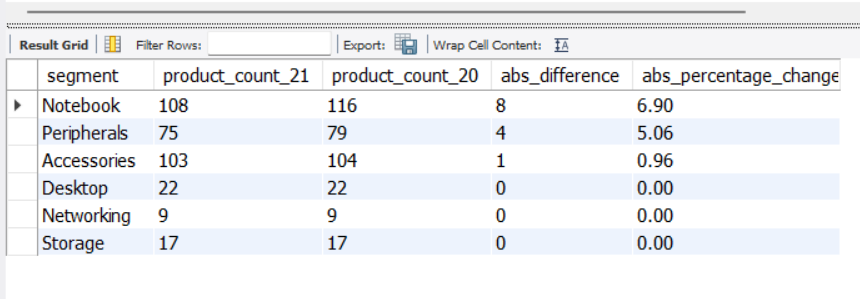 Result Grid Filter Rows: Export: Wrap Cell Content: IA
segment product_count_21 product_count_20 abs_difference abs_percentage_change
Notebook 108 116 8 6.90
Peripherals 75 79 4 5.06
Accessories 103 104 1 0.96
Desktop 22 22 0 0.00
Networking 9 9 0 0.00
Storage 17 17 0 0.00